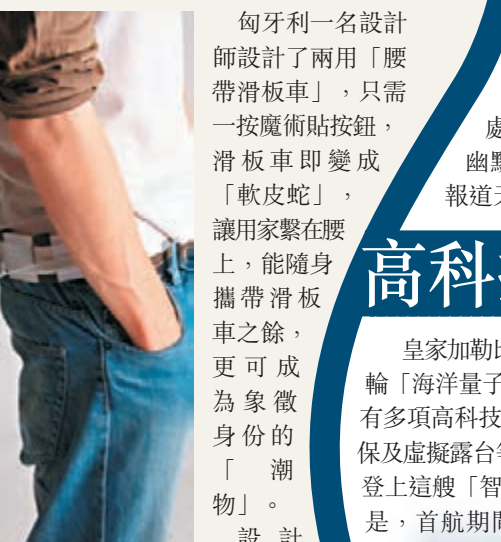 匈牙利一名設計
師設計了兩用「腰
帶滑板車」，只需
一按魔術貼按鈕，
滑板車即變成
「軟皮蛇」，
讓用家繫在腰
上，能隨身
攜帶滑板
車之餘，
更可成
為象徵
身份的
「潮
物」。
設計
處
幽默
報道天
高科
皇家加勒比
輪「海洋量子
有多項高科技
保及虛擬露台等
登上這艘「智
是，首航期間